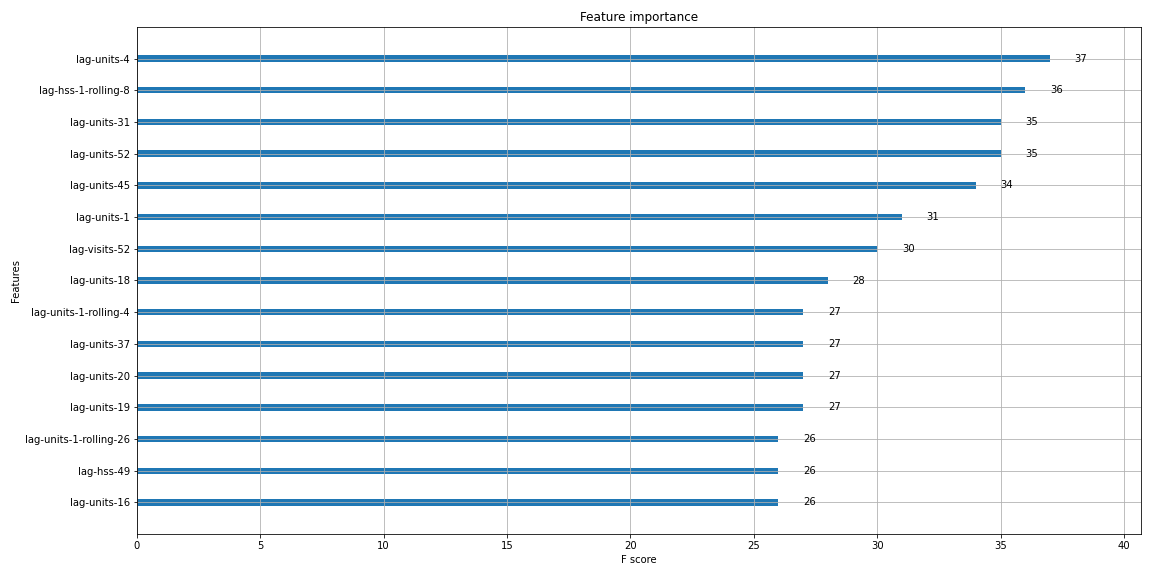 Feature importance
Features
lag-units-4 37
lag-hss-1-rolling-8 36
lag-units-31 35
lag-units-52 35
lag-units-45 34
lag-units-1 31
lag-visits-52 30
lag-units-18 28
lag-units-1-rolling-4 27
lag-units-37 27
lag-units-20 27
lag-units-19 27
lag-units-1-rolling-26 26
lag-hss-49 26
lag-units-16 26
0 5 10 15 20 25 30 35 40
F score